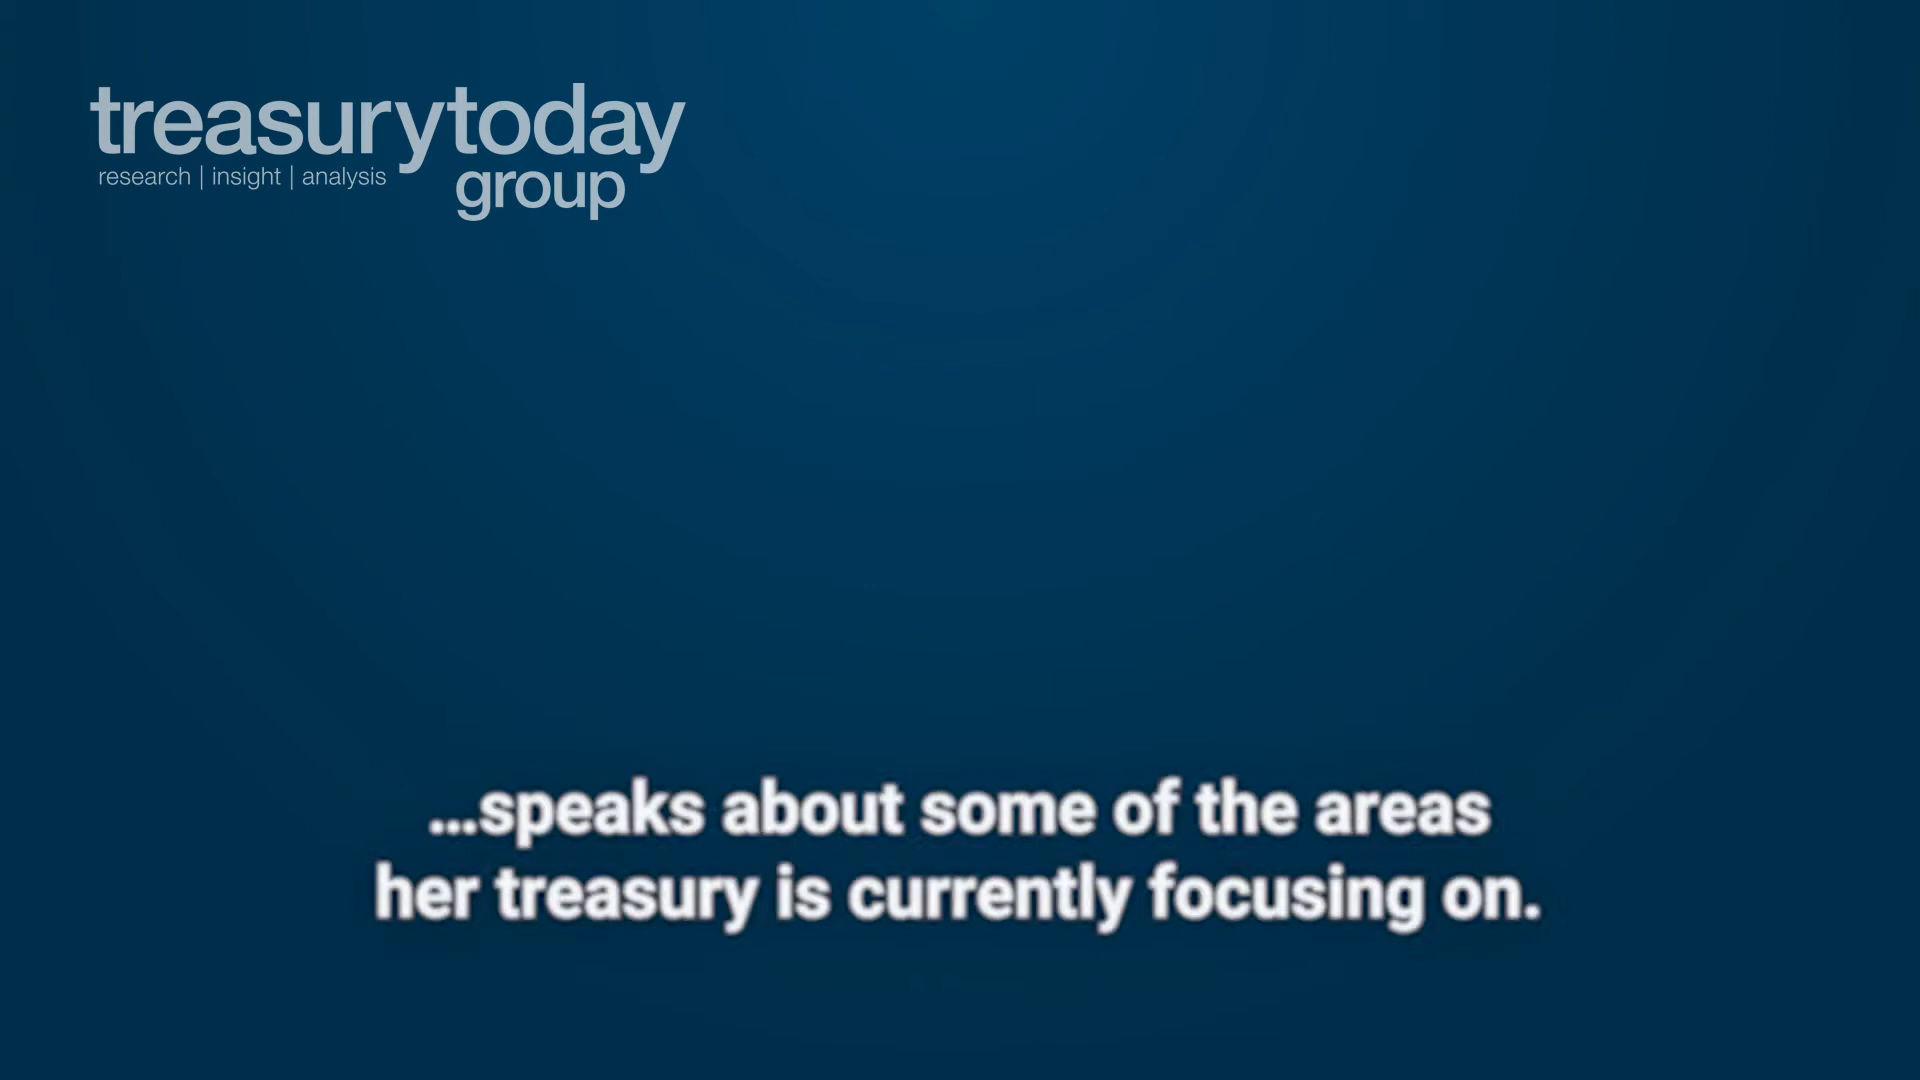 treasurytoday
research | insight | analysis
group
...speaks about some of the areas
her treasury is currently focusing on.